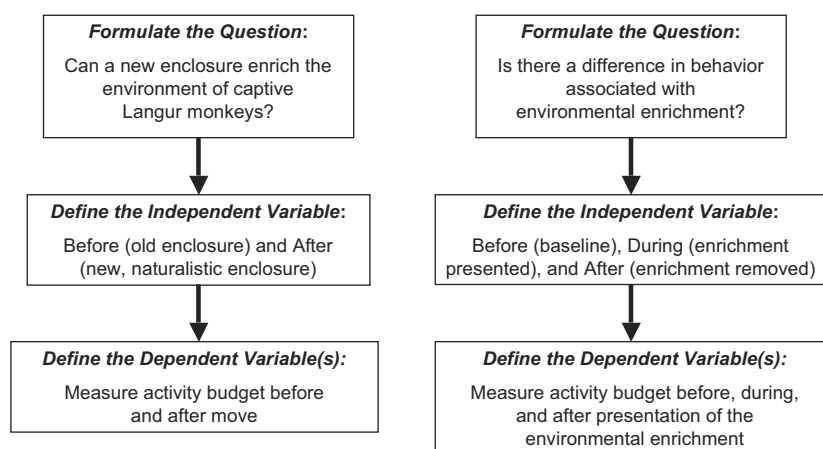 Formulate the Question:
Can a new enclosure enrich the
environment of captive
Langur monkeys?
Define the Independent Variable:
Before (old enclosure) and After
(new, naturalistic enclosure)
Define the Dependent Variable(s):
Measure activity budget before
and after move
Formulate the Question:
Is there a difference in behavior
associated with
environmental enrichment?
Define the Independent Variable:
Before (baseline), During (enrichment
presented), and After (enrichment removed)
Define the Dependent Variable(s):
Measure activity budget before, during,
and after presentation of the
environmental enrichment